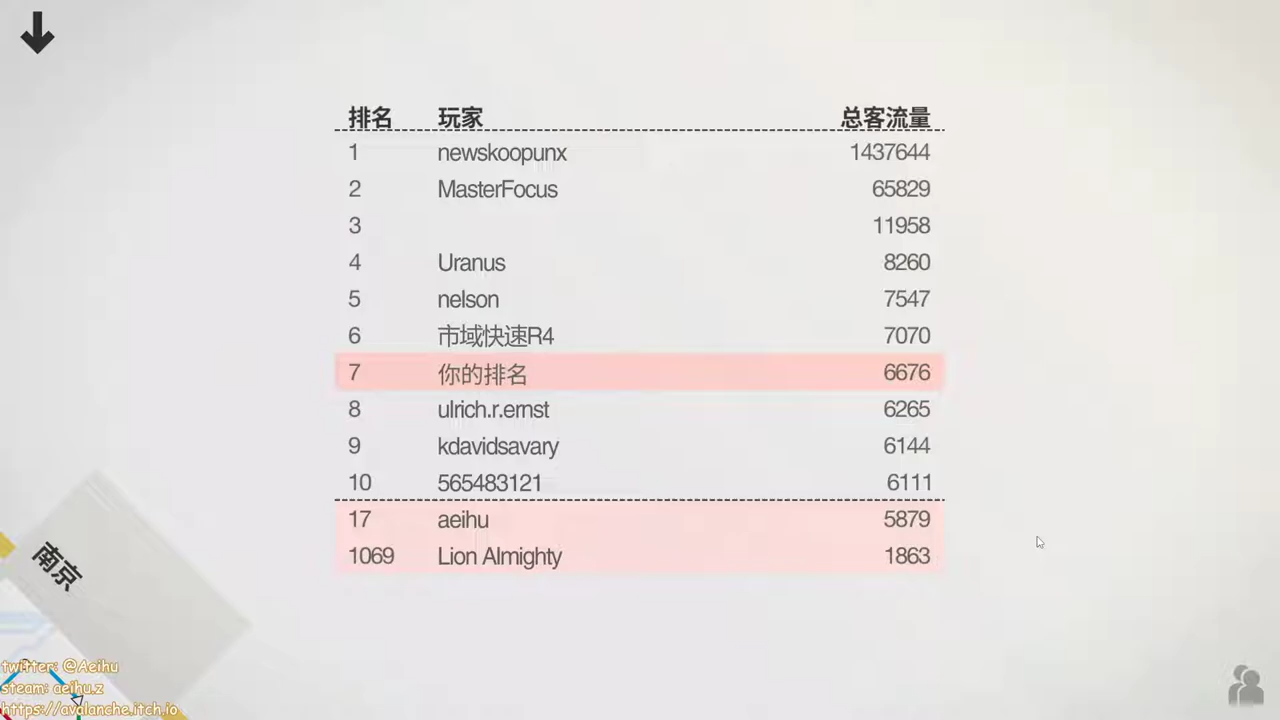 排名 玩家 总客流量
1 newskoopunx 1437644
2 MasterFocus 65829
3 11958
4 Uranus 8260
5 nelson 7547
6 市域快速R4 7070
7 你的排名 6676
8 ulrich.r.ernst 6265
9 kdavidsavary 6144
10 565483121 6111
17 aeihu 5879
1069 Lion Almighty 1863
南京
twitter: @Aeihu
steam: aeihu.z
https://avalanche.itch.io